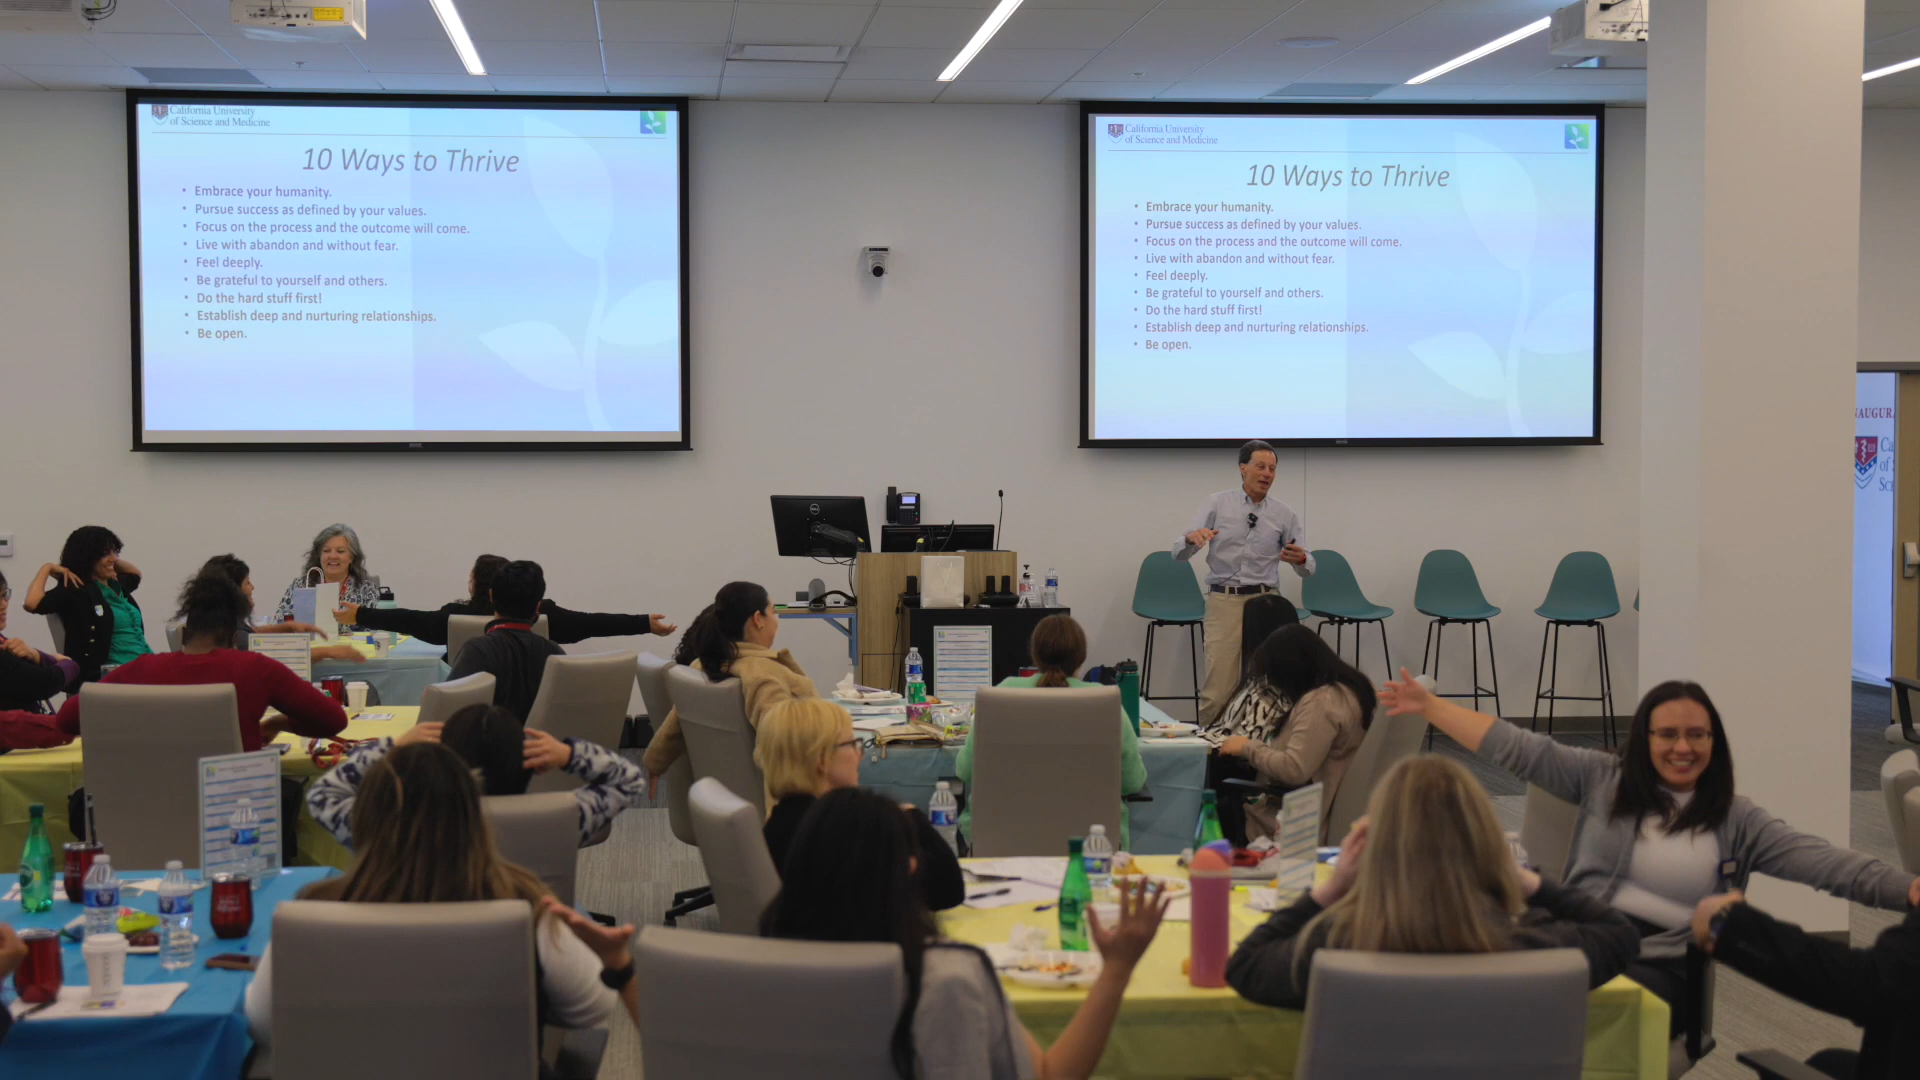 California University
of Science and Medicine
10 Ways to Thrive
• Embrace your humanity.
• Pursue success as defined by your values.
• Focus on the process and the outcome will come.
• Live with abandon and without fear.
• Feel deeply.
• Be grateful to yourself and others.
• Do the hard stuff first!
• Establish deep and nurturing relationships.
• Be open.
California University
of Science and Medicine
10 Ways to Thrive
• Embrace your humanity.
• Pursue success as defined by your values.
• Focus on the process and the outcome will come.
• Live with abandon and without fear.
• Feel deeply.
• Be grateful to yourself and others.
• Do the hard stuff first!
• Establish deep and nurturing relationships.
• Be open.
DELL
NAUGUR
Ca
of
Sc